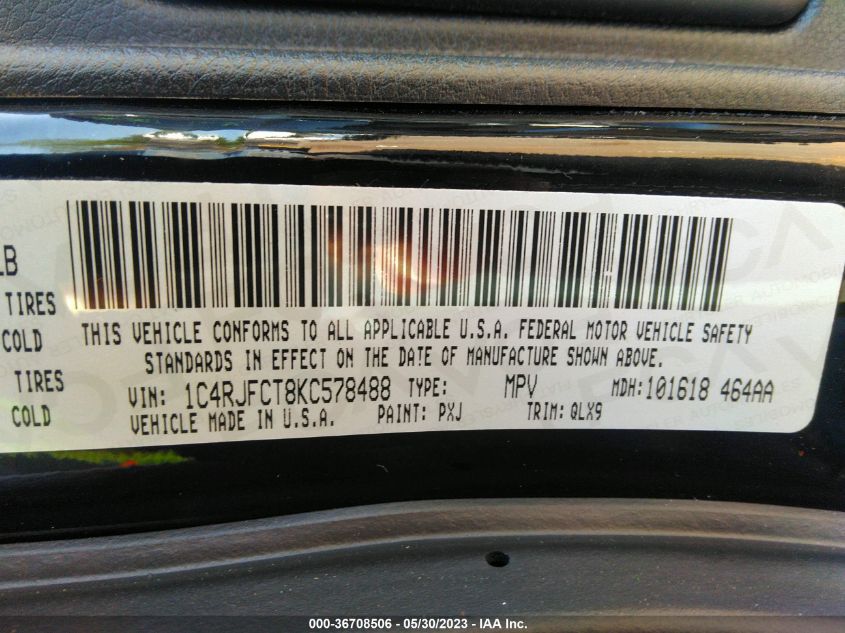 LB
TIRES
COLD
TIRES
COLD
THIS VEHICLE CONFORMS TO ALL APPLICABLE U.S.A. FEDERAL MOTOR VEHICLE SAFETY
STANDARDS IN EFFECT ON THE DATE OF MANUFACTURE SHOWN ABOVE.
VIN: 1C4RJFCT8KC578488 TYPE: MPV MDH:101618 464AA
VEHICLE MADE IN U.S.A. PAINT: PXJ TRIM: QLX9
000-36708506 - 05/30/2023 - IAA Inc.